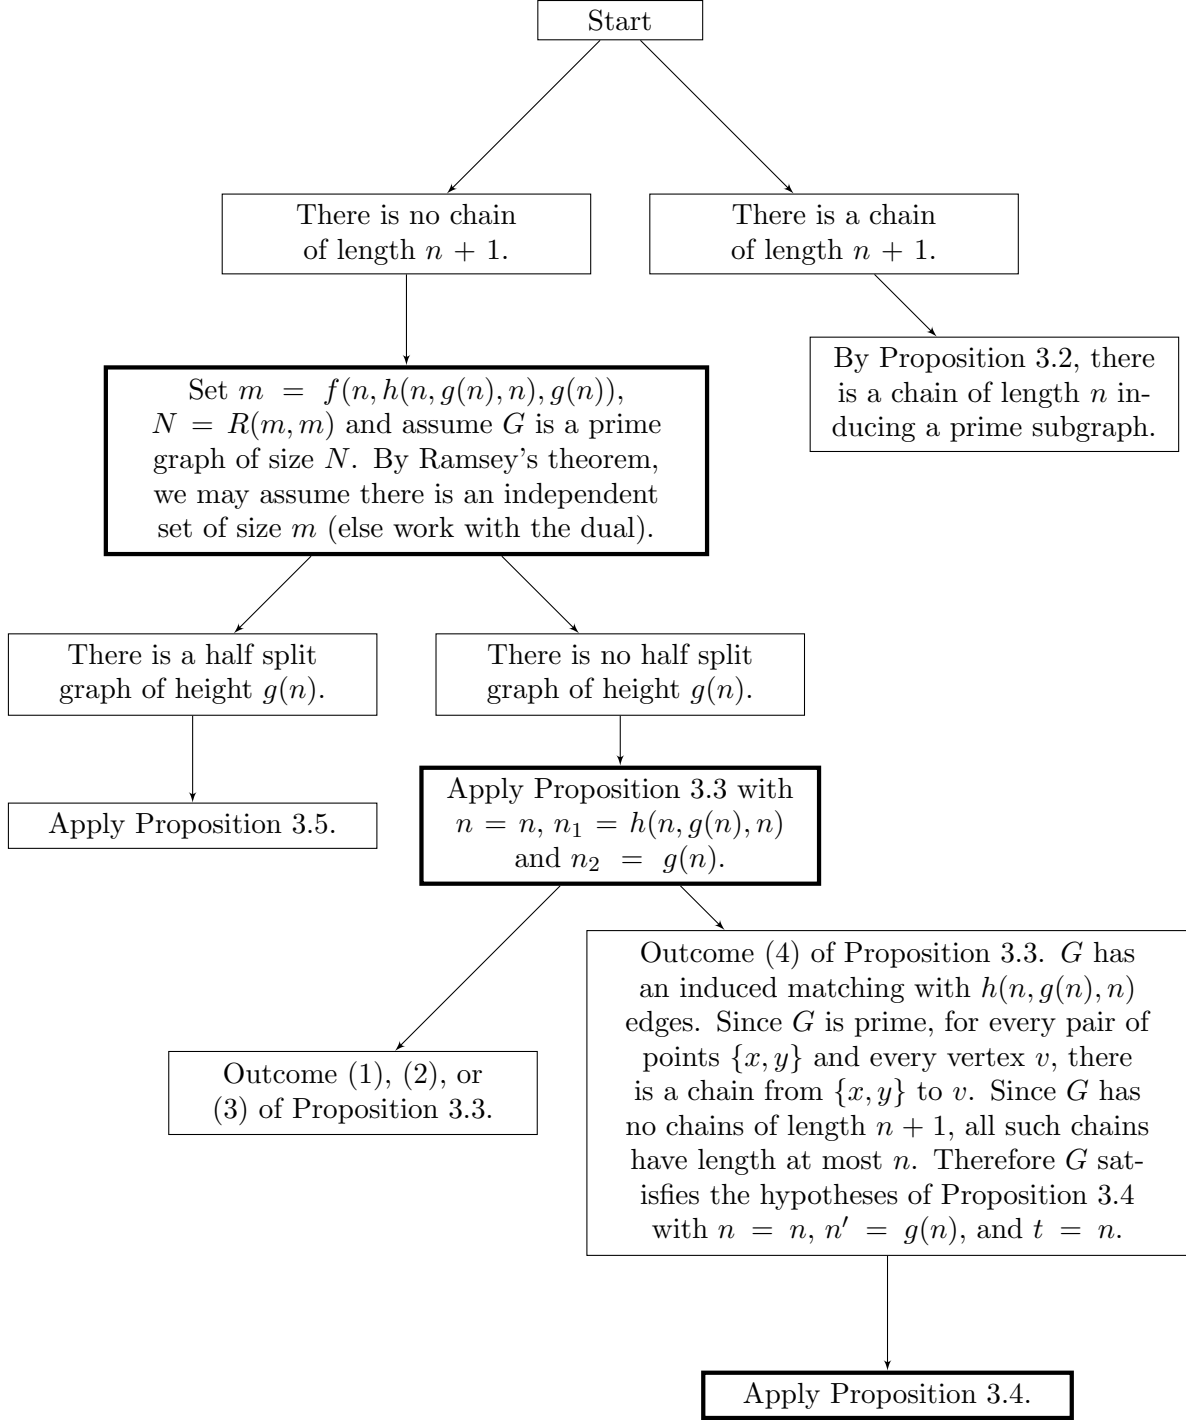 Start
There is no chain
of length n + 1.
There is a chain
of length n + 1.
By Proposition 3.2, there
is a chain of length n in-
ducing a prime subgraph.
Set m = f(n, h(n, g(n), n), g(n)),
N = R(m, m) and assume G is a prime
graph of size N. By Ramsey's theorem,
we may assume there is an independent
set of size m (else work with the dual).
There is a half split
graph of height g(n).
There is no half split
graph of height g(n).
Apply Proposition 3.5.
Apply Proposition 3.3 with
n = n, n₁ = h(n, g(n), n)
and n₂ = g(n).
Outcome (1), (2), or
(3) of Proposition 3.3.
Outcome (4) of Proposition 3.3. G has
an induced matching with h(n, g(n), n)
edges. Since G is prime, for every pair of
points {x, y} and every vertex v, there
is a chain from {x, y} to v. Since G has
no chains of length n + 1, all such chains
have length at most n. Therefore G sat-
isfies the hypotheses of Proposition 3.4
with n = n, n′ = g(n), and t = n.
Apply Proposition 3.4.